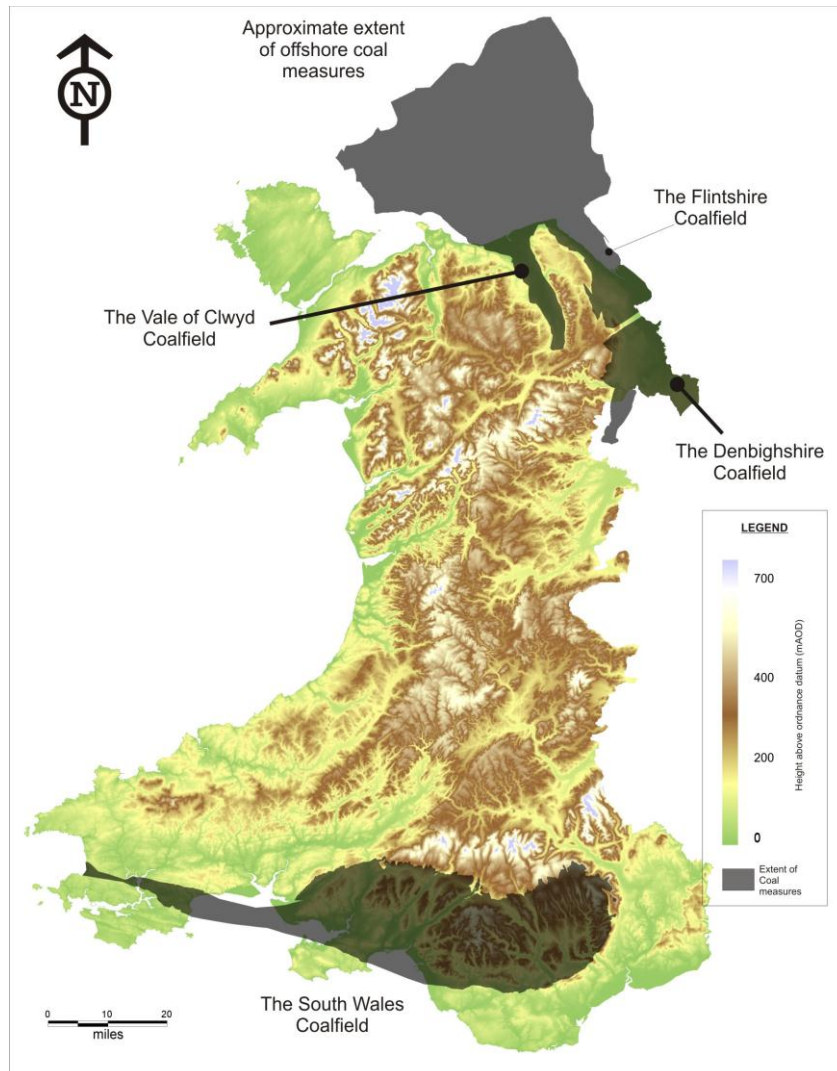 Approximate extent
of offshore coal
measures
N
The Flintshire
Coalfield
The Vale of Clwyd
Coalfield
The Denbighshire
Coalfield
LEGEND
700
400
200
0
Height above ordnance datum (mAOD)
Extent of
Coal
measures
The South Wales
Coalfield
0 10 20
miles